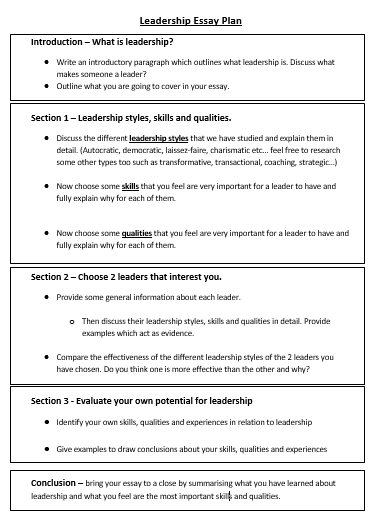 Leadership Essay Plan
Introduction – What is leadership?
● Write an introductory paragraph which outlines what leadership is. Discuss what
makes someone a leader?
● Outline what you are going to cover in your essay.
Section 1 – Leadership styles, skills and qualities.
● Discuss the different leadership styles that we have studied and explain them in
detail. (Autocratic, democratic, laissez-faire, charismatic etc... feel free to research
some other types too such as transformative, transactional, coaching, strategic...)
● Now choose some skills that you feel are very important for a leader to have and
fully explain why for each of them.
● Now choose some qualities that you feel are very important for a leader to have and
fully explain why for each of them.
Section 2 – Choose 2 leaders that interest you.
● Provide some general information about each leader.
o Then discuss their leadership styles, skills and qualities in detail. Provide
examples which act as evidence.
● Compare the effectiveness of the different leadership styles of the 2 leaders you
have chosen. Do you think one is more effective than the other and why?
Section 3 - Evaluate your own potential for leadership
● Identify your own skills, qualities and experiences in relation to leadership
● Give examples to draw conclusions about your skills, qualities and experiences
Conclusion – bring your essay to a close by summarising what you have learned about
leadership and what you feel are the most important skills and qualities.